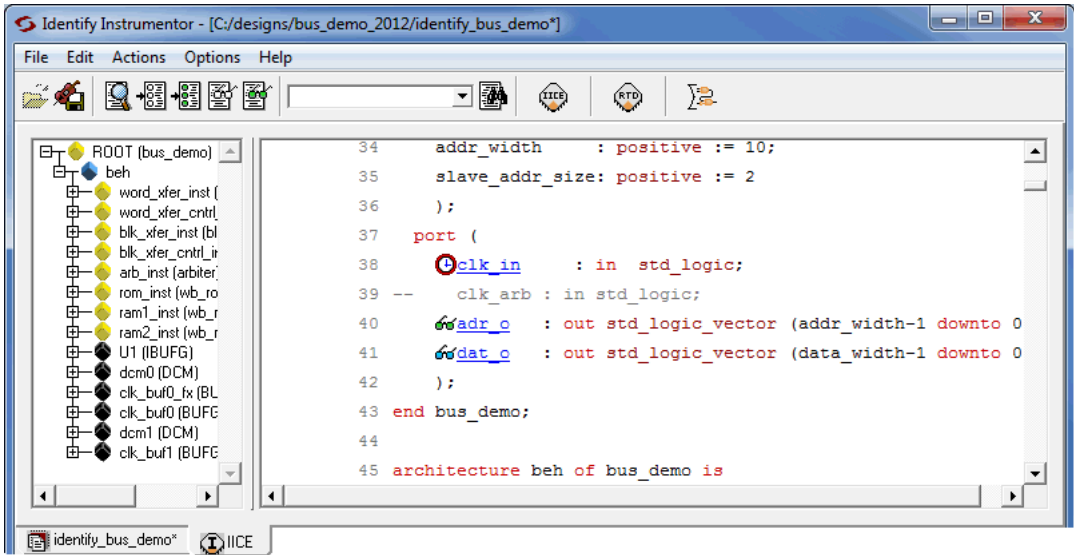 Identify Instrumentor - [C:/designs/bus_demo_2012/identify_bus_demo*]
File Edit Actions Options Help
IICE RTD
ROOT (bus_demo)
beh
word_xfer_inst (
word_xfer_cntrl_
blk_xfer_inst (bl
blk_xfer_cntrl_ir
arb_inst (arbiter)
rom_inst (wb_ro
ram1_inst (wb_r
ram2_inst (wb_r
U1 (IBUFG)
dcm0 (DCM)
clk_buf0_fx (BU
clk_buf0 (BUFG
dcm1 (DCM)
clk_buf1 (BUFG
34 addr_width : positive := 10;
35 slave_addr_size: positive := 2
36 );
37 port (
38 clk_in : in std_logic;
39 -- clk_arb : in std_logic;
40 adr_o : out std_logic_vector (addr_width-1 downto 0
41 dat_o : out std_logic_vector (data_width-1 downto 0
42 );
43 end bus_demo;
44
45 architecture beh of bus_demo is
identify_bus_demo* IICE